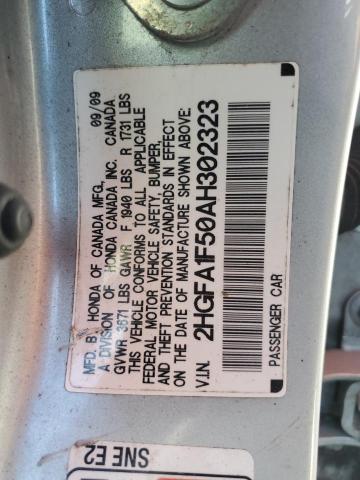 MFD. BY HONDA OF CANADA MFG. 09/09
A DIVISION OF HONDA CANADA INC. CANADA
GVWR 3671 LBS GAWR F 1940 LBS R 1731 LBS
THIS VEHICLE CONFORMS TO ALL APPLICABLE
FEDERAL MOTOR VEHICLE SAFETY, BUMPER,
AND THEFT PREVENTION STANDARDS IN EFFECT
ON THE DATE OF MANUFACTURE SHOWN ABOVE.
V.I.N. 2HGFA1F50AH302323
PASSENGER CAR
SNE E2